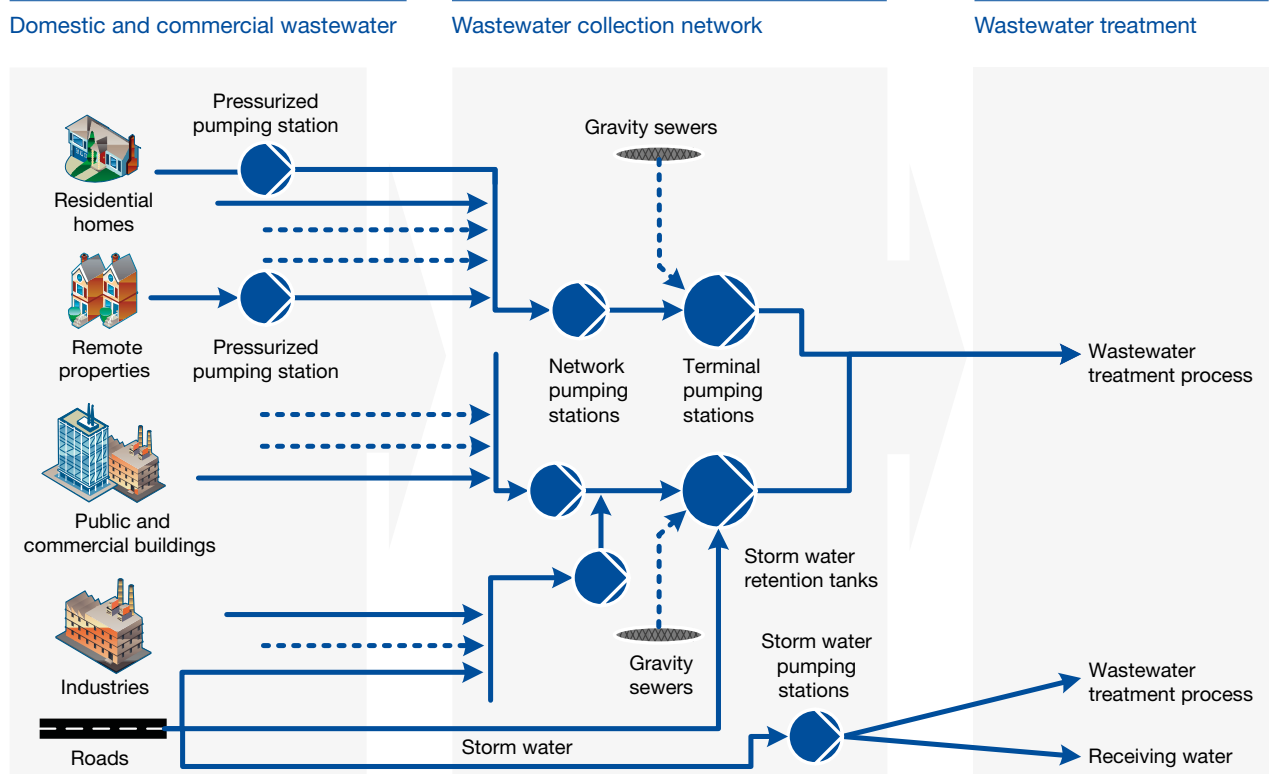 Domestic and commercial wastewater
Wastewater collection network
Wastewater treatment
Pressurized
pumping station
Gravity sewers
Residential
homes
Remote
properties
Pressurized
pumping station
Network
pumping
stations
Terminal
pumping
stations
Wastewater
treatment process
Public and
commercial buildings
Storm water
retention tanks
Industries
Gravity
sewers
Storm water
pumping
stations
Wastewater
treatment process
Roads
Storm water
Receiving water